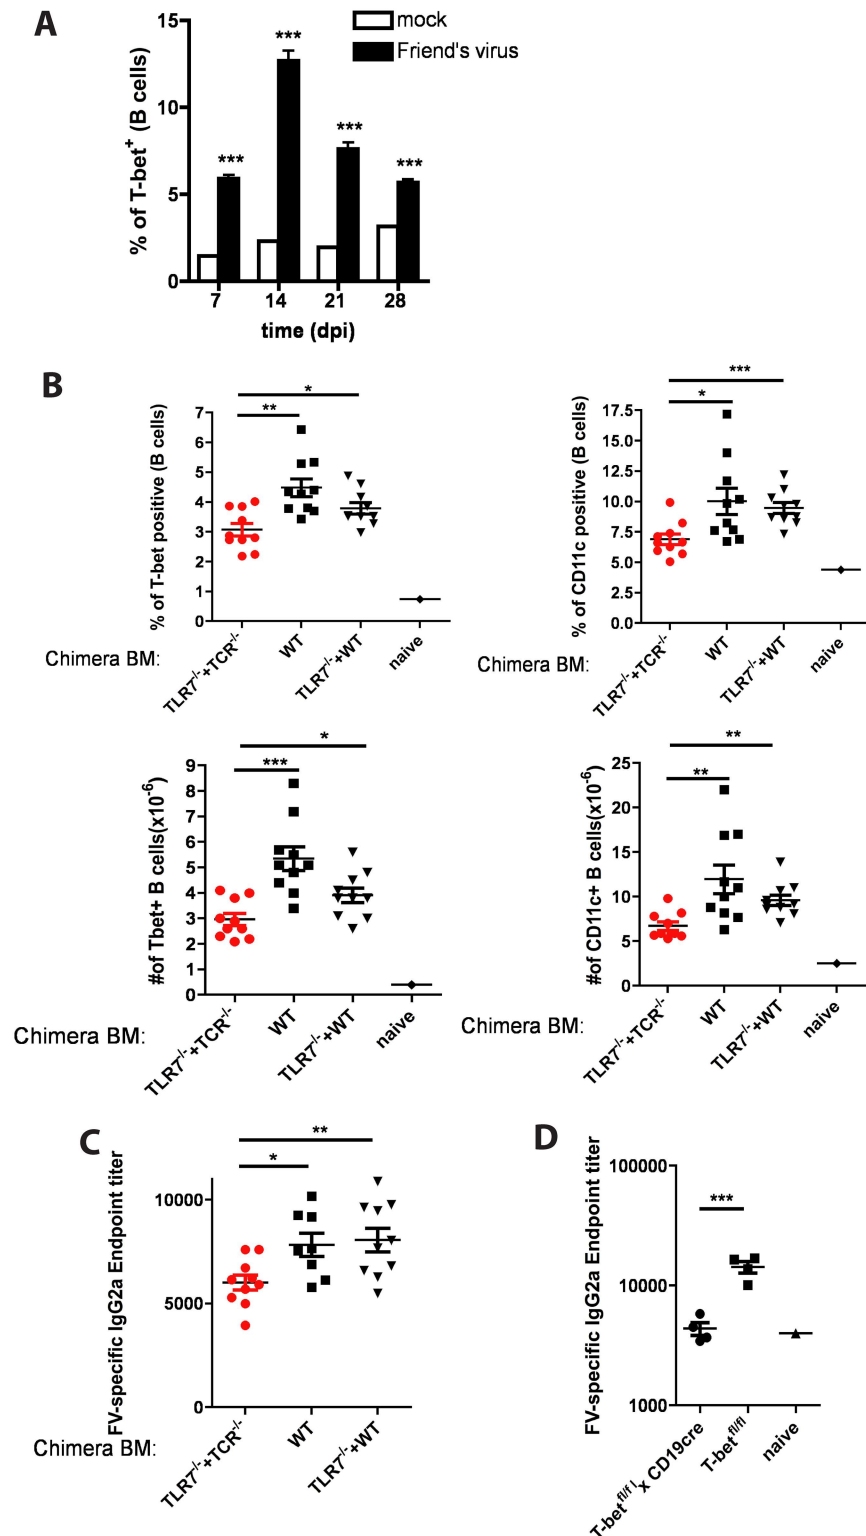 A
mock
Friend's virus
% of T-bet+ (B cells)
15
10
5
0
***
***
***
***
7 14 21 28
time (dpi)
B
% of T-bet positive (B cells)
7
6
5
4
3
2
1
0
*
**
TLR7-/-+TCR-/-
WT
TLR7-/-+WT
naive
Chimera BM:
% of CD11c positive (B cells)
17.5
15.0
12.5
10.0
7.5
5.0
2.5
0.0
***
*
TLR7-/-+TCR-/-
WT
TLR7-/-+WT
naive
Chimera BM:
#of Tbet+ B cells(x10-6)
9
8
7
6
5
4
3
2
1
0
*
***
TLR7-/-+TCR-/-
WT
TLR7-/-+WT
naive
Chimera BM:
#of CD11c+ B cells(x10-6)
25
20
15
10
5
0
**
**
TLR7-/-+TCR-/-
WT
TLR7-/-+WT
naive
Chimera BM:
C
FV-specific IgG2a Endpoint titer
10000
5000
0
**
*
TLR7-/-+TCR-/-
WT
TLR7-/-+WT
Chimera BM:
D
FV-specific IgG2a Endpoint titer
100000
10000
1000
***
T-bet fl/f l x CD19cre
T-bet fl/fl
naive